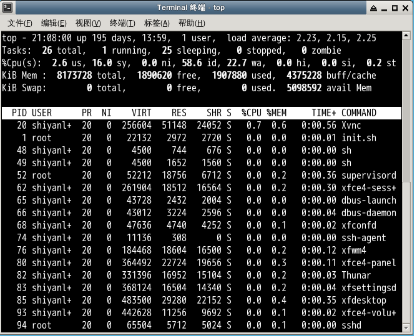 Terminal 终端 - top
文件(F) 编辑(E) 视图(V) 终端(T) 标签(A) 帮助(H)
top - 21:08:00 up 195 days, 13:59, 1 user, load average: 2.23, 2.15, 2.25
Tasks: 26 total, 1 running, 25 sleeping, 0 stopped, 0 zombie
%Cpu(s): 2.6 us, 16.0 sy, 0.0 ni, 58.6 id, 22.7 wa, 0.0 hi, 0.0 si, 0.2 st
KiB Mem : 8173728 total, 1890620 free, 1907880 used, 4375228 buff/cache
KiB Swap: 0 total, 0 free, 0 used. 5098592 avail Mem
PID USER PR NI VIRT RES SHR S %CPU %MEM TIME+ COMMAND
20 shiyanl+ 20 0 256604 51148 24052 S 0.7 0.6 0:00.56 Xvnc
1 root 20 0 22132 2972 2720 S 0.0 0.0 0:00.01 init.sh
48 shiyanl+ 20 0 4500 744 676 S 0.0 0.0 0:00.00 sh
49 shiyanl+ 20 0 4500 1652 1560 S 0.0 0.0 0:00.00 sh
52 root 20 0 52212 18756 6712 S 0.0 0.2 0:00.36 supervisord
62 shiyanl+ 20 0 261904 18512 16564 S 0.0 0.2 0:00.30 xfce4-sess+
65 shiyanl+ 20 0 43728 2432 2004 S 0.0 0.0 0:00.00 dbus-launch
66 shiyanl+ 20 0 43012 3224 2596 S 0.0 0.0 0:00.04 dbus-daemon
68 shiyanl+ 20 0 47636 4740 4252 S 0.0 0.1 0:00.02 xfconfd
74 shiyanl+ 20 0 11136 308 0 S 0.0 0.0 0:00.00 ssh-agent
76 shiyanl+ 20 0 184468 18604 16500 S 0.0 0.2 0:00.12 xfwm4
80 shiyanl+ 20 0 364492 22724 19656 S 0.0 0.3 0:00.11 xfce4-panel
82 shiyanl+ 20 0 331396 16952 15104 S 0.0 0.2 0:00.03 Thunar
83 shiyanl+ 20 0 368124 16504 14340 S 0.0 0.2 0:00.04 xfsettingsd
85 shiyanl+ 20 0 483500 29280 22152 S 0.0 0.4 0:00.35 xfdesktop
93 shiyanl+ 20 0 442628 11256 9692 S 0.0 0.1 0:00.04 xfce4-volu+
94 root 20 0 65504 5712 5024 S 0.0 0.1 0:00.00 sshd